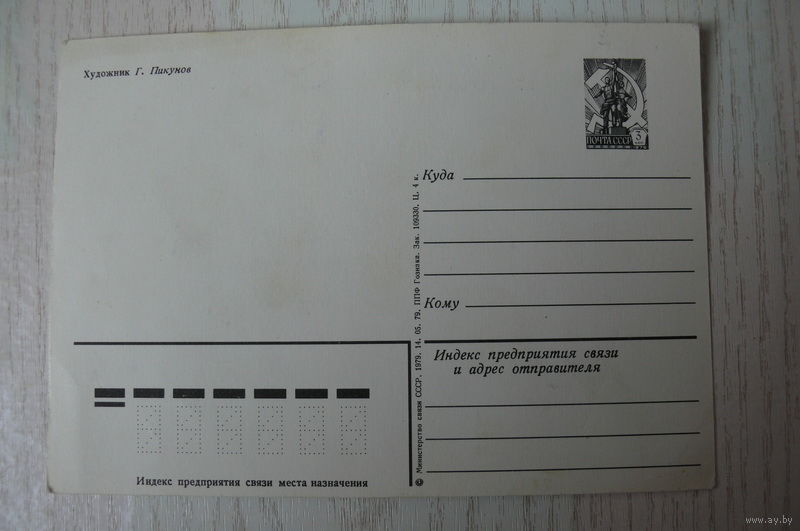 Художник Г. Пикунов
ПОЧТА СССР 3
Куда
Кому
© Министерство связи СССР. 1979. 14. 05. 79. ППФ Гознака. Зак. 109330. Ц. 4 к.
Индекс предприятия связи
и адрес отправителя
Индекс предприятия связи места назначения
www.ay.by